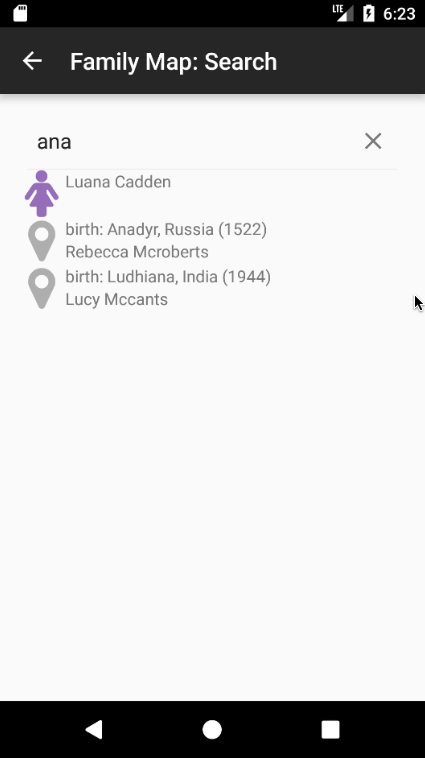 LTE 6:23
Family Map: Search
ana
Luana Cadden
birth: Anadyr, Russia (1522)
Rebecca Mcroberts
birth: Ludhiana, India (1944)
Lucy Mccants